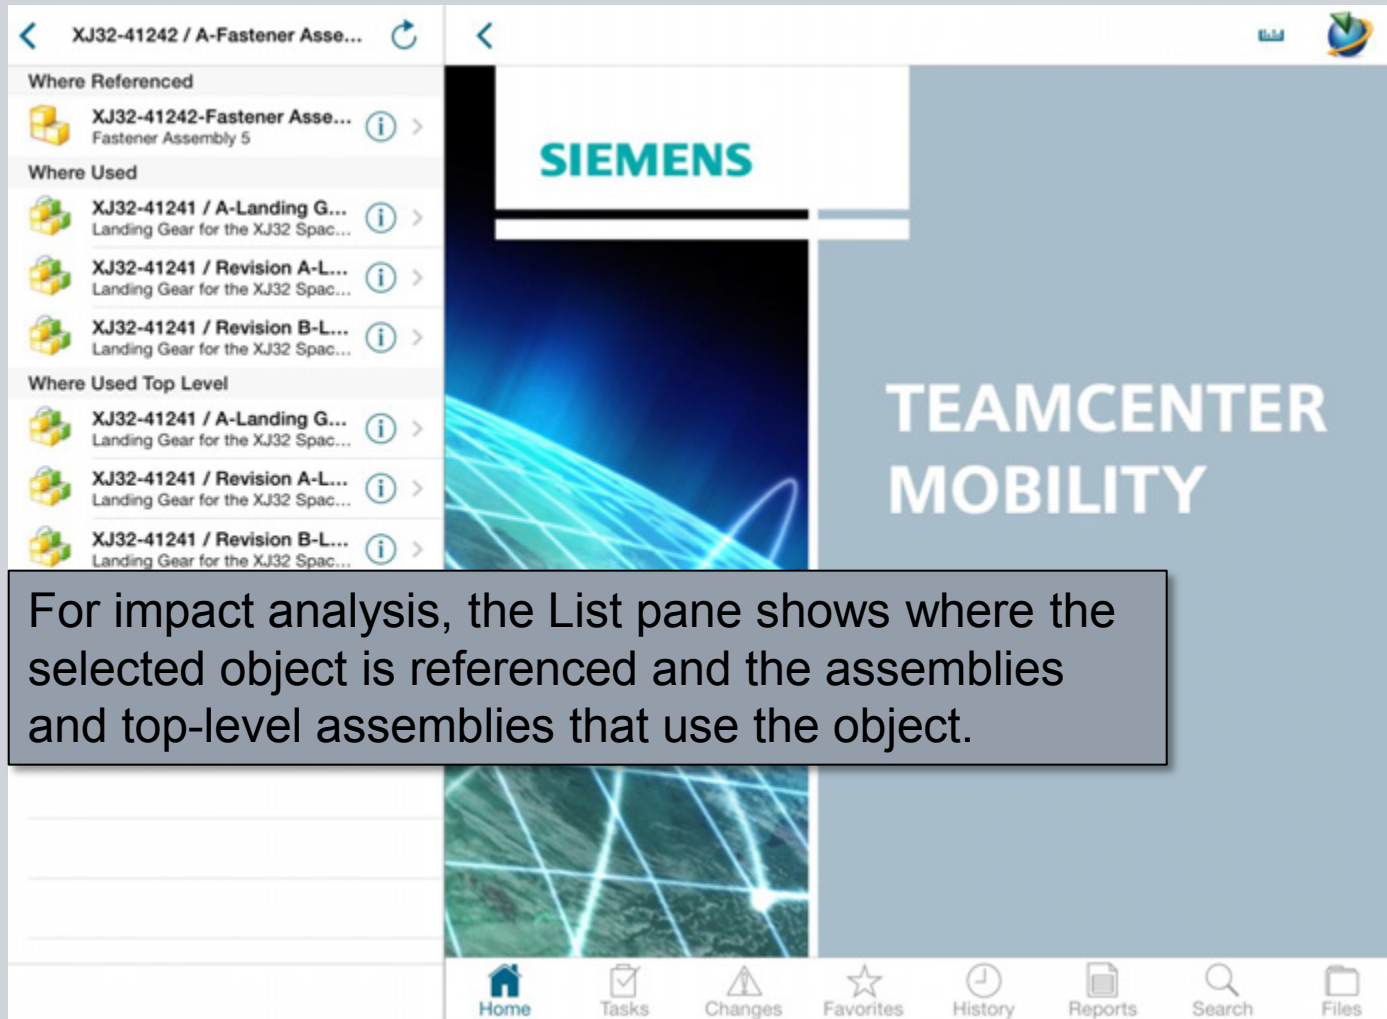 XJ32-41242 / A-Fastener Asse...
Where Referenced
XJ32-41242-Fastener Asse...
Fastener Assembly 5
Where Used
XJ32-41241 / A-Landing G...
Landing Gear for the XJ32 Spac...
XJ32-41241 / Revision A-L...
Landing Gear for the XJ32 Spac...
XJ32-41241 / Revision B-L...
Landing Gear for the XJ32 Spac...
Where Used Top Level
XJ32-41241 / A-Landing G...
Landing Gear for the XJ32 Spac...
XJ32-41241 / Revision A-L...
Landing Gear for the XJ32 Spac...
XJ32-41241 / Revision B-L...
Landing Gear for the XJ32 Spac...
SIEMENS
TEAMCENTER
MOBILITY
For impact analysis, the List pane shows where the
selected object is referenced and the assemblies
and top-level assemblies that use the object.
Home Tasks Changes Favorites History Reports Search Files